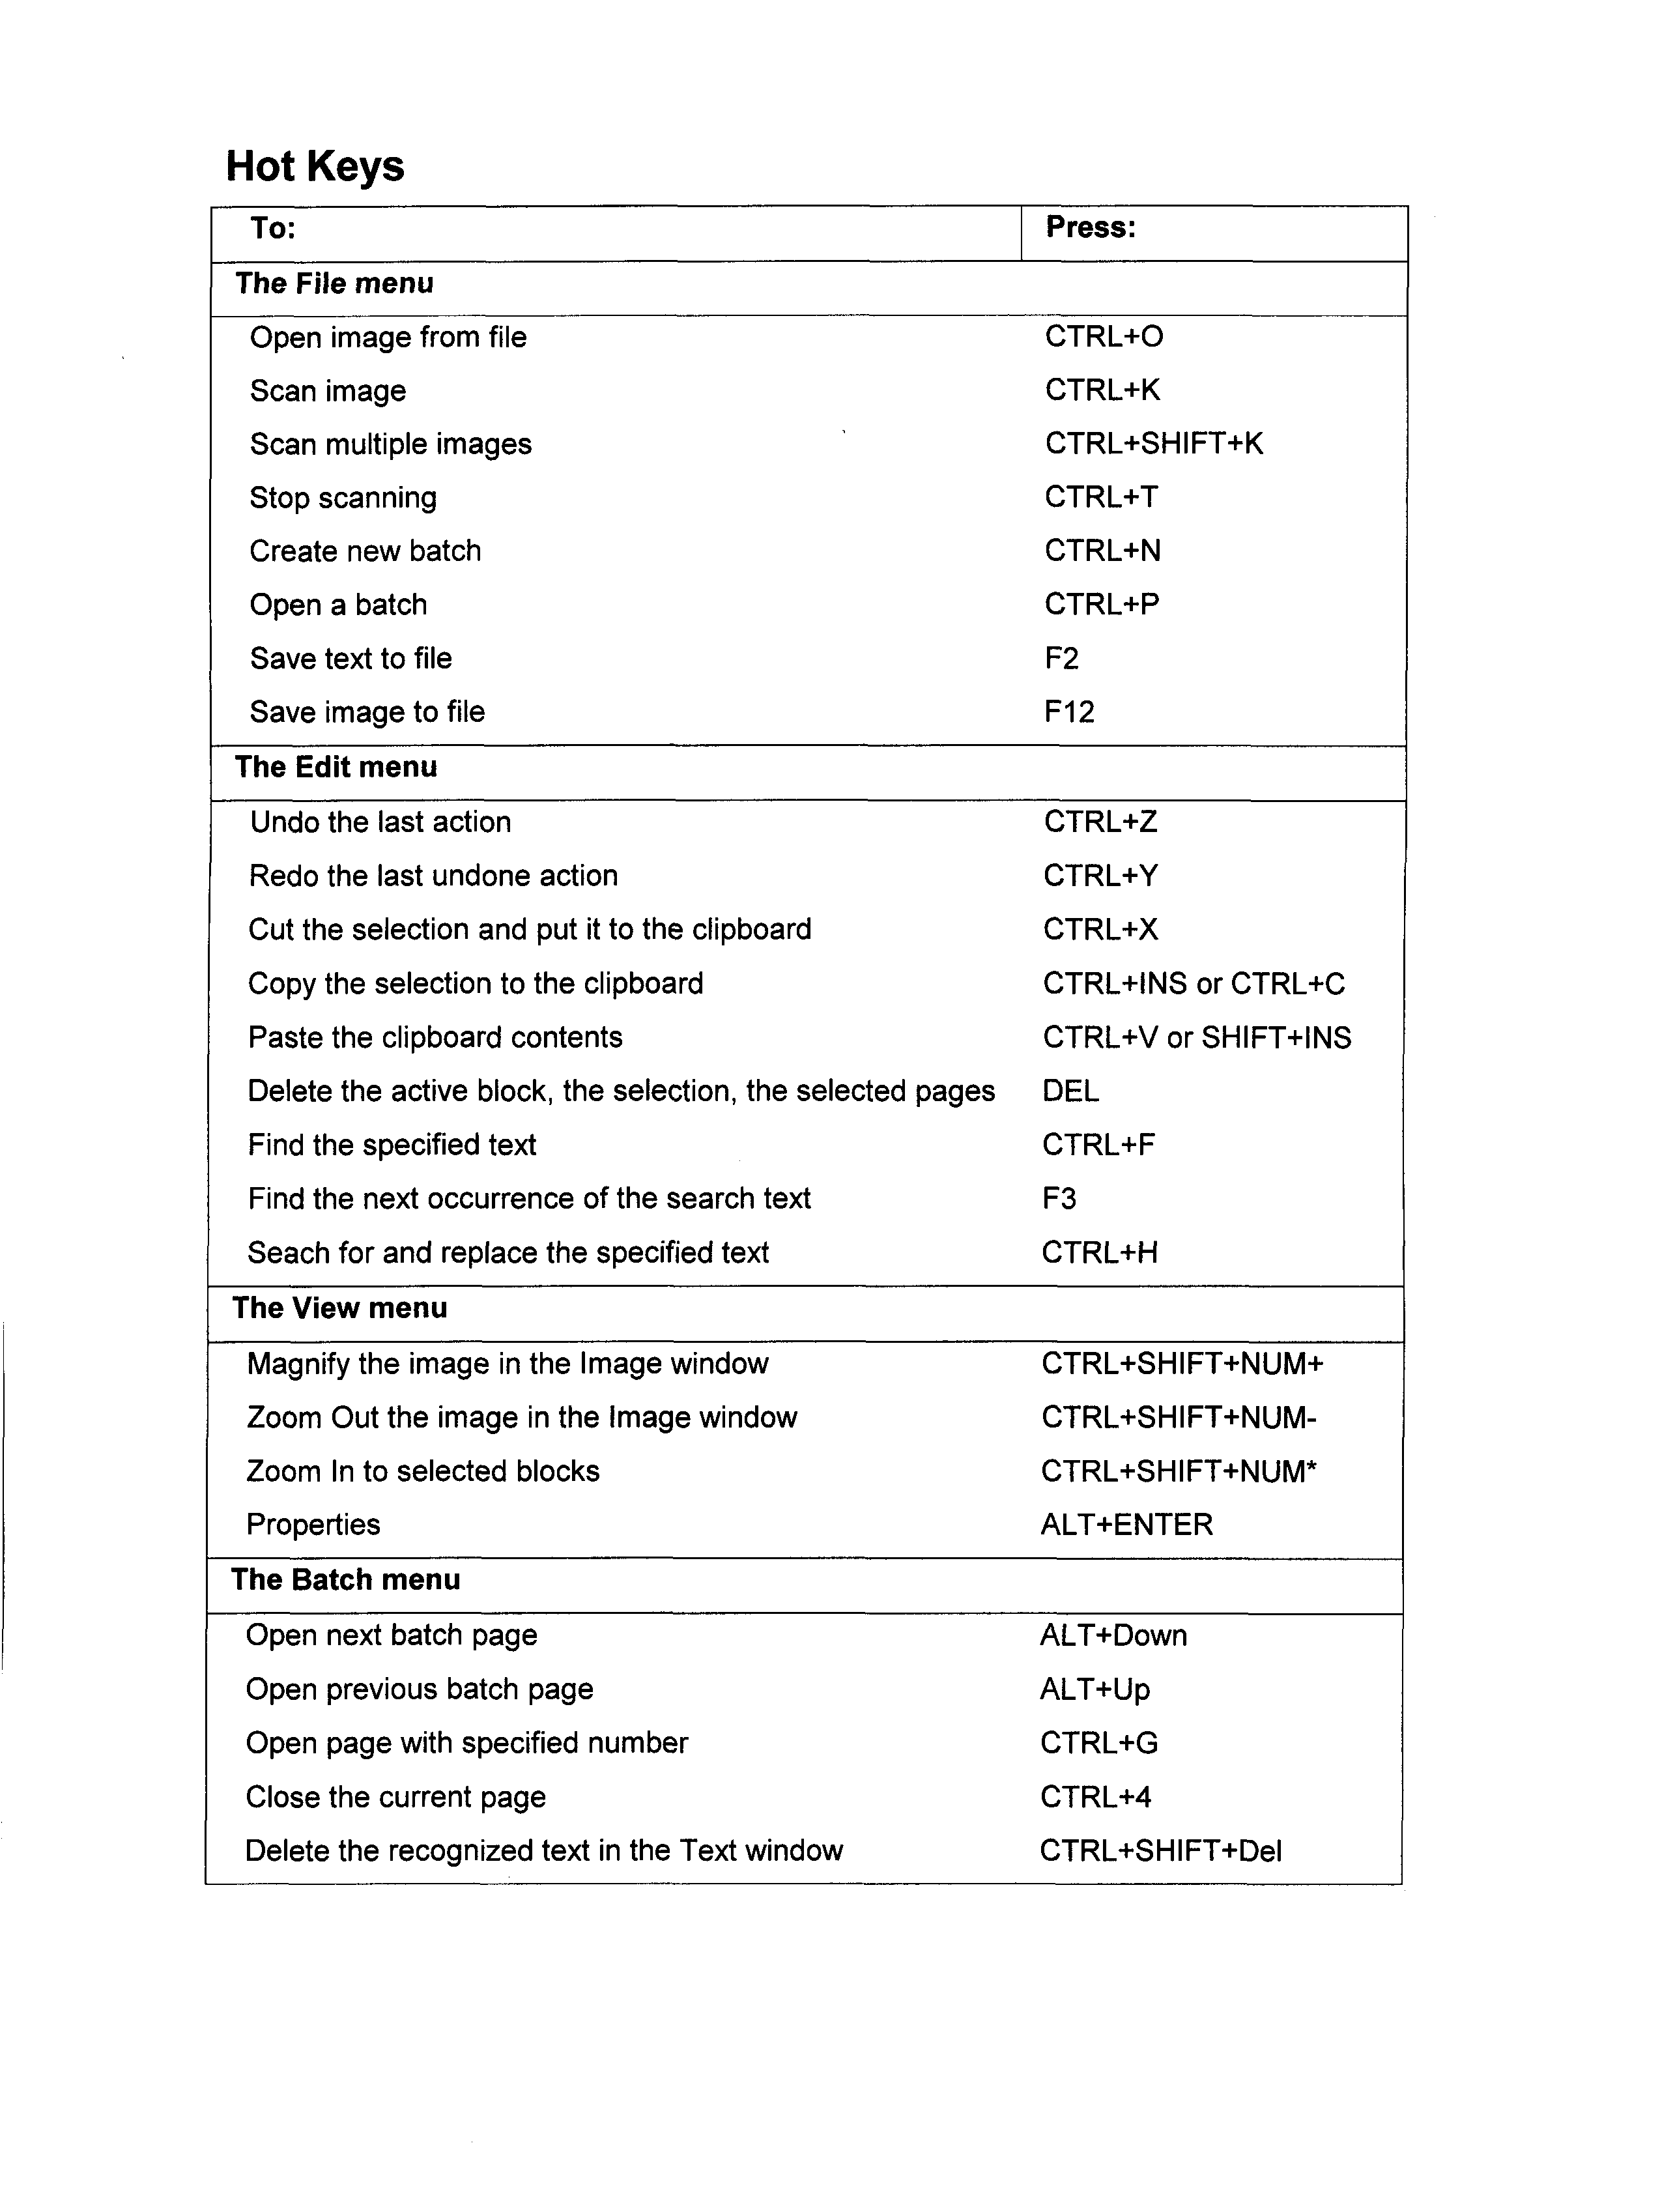 Hot Keys
To: Press:
The File menu
Open image from file CTRL+O
Scan image CTRL+K
Scan multiple images CTRL+SHIFT+K
Stop scanning CTRL+T
Create new batch CTRL+N
Open a batch CTRL+P
Save text to file F2
Save image to file F12
The Edit menu
Undo the last action CTRL+Z
Redo the last undone action CTRL+Y
Cut the selection and put it to the clipboard CTRL+X
Copy the selection to the clipboard CTRL+INS or CTRL+C
Paste the clipboard contents CTRL+V or SHIFT+INS
Delete the active block, the selection, the selected pages DEL
Find the specified text CTRL+F
Find the next occurrence of the search text F3
Seach for and replace the specified text CTRL+H
The View menu
Magnify the image in the Image window CTRL+SHIFT+NUM+
Zoom Out the image in the Image window CTRL+SHIFT+NUM-
Zoom In to selected blocks CTRL+SHIFT+NUM*
Properties ALT+ENTER
The Batch menu
Open next batch page ALT+Down
Open previous batch page ALT+Up
Open page with specified number CTRL+G
Close the current page CTRL+4
Delete the recognized text in the Text window CTRL+SHIFT+Del